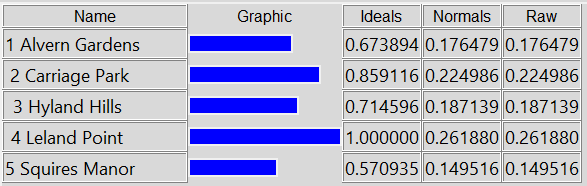 Name Graphic Ideals Normals Raw
1 Alvern Gardens 0.673894 0.176479 0.176479
2 Carriage Park 0.859116 0.224986 0.224986
3 Hyland Hills 0.714596 0.187139 0.187139
4 Leland Point 1.000000 0.261880 0.261880
5 Squires Manor 0.570935 0.149516 0.149516